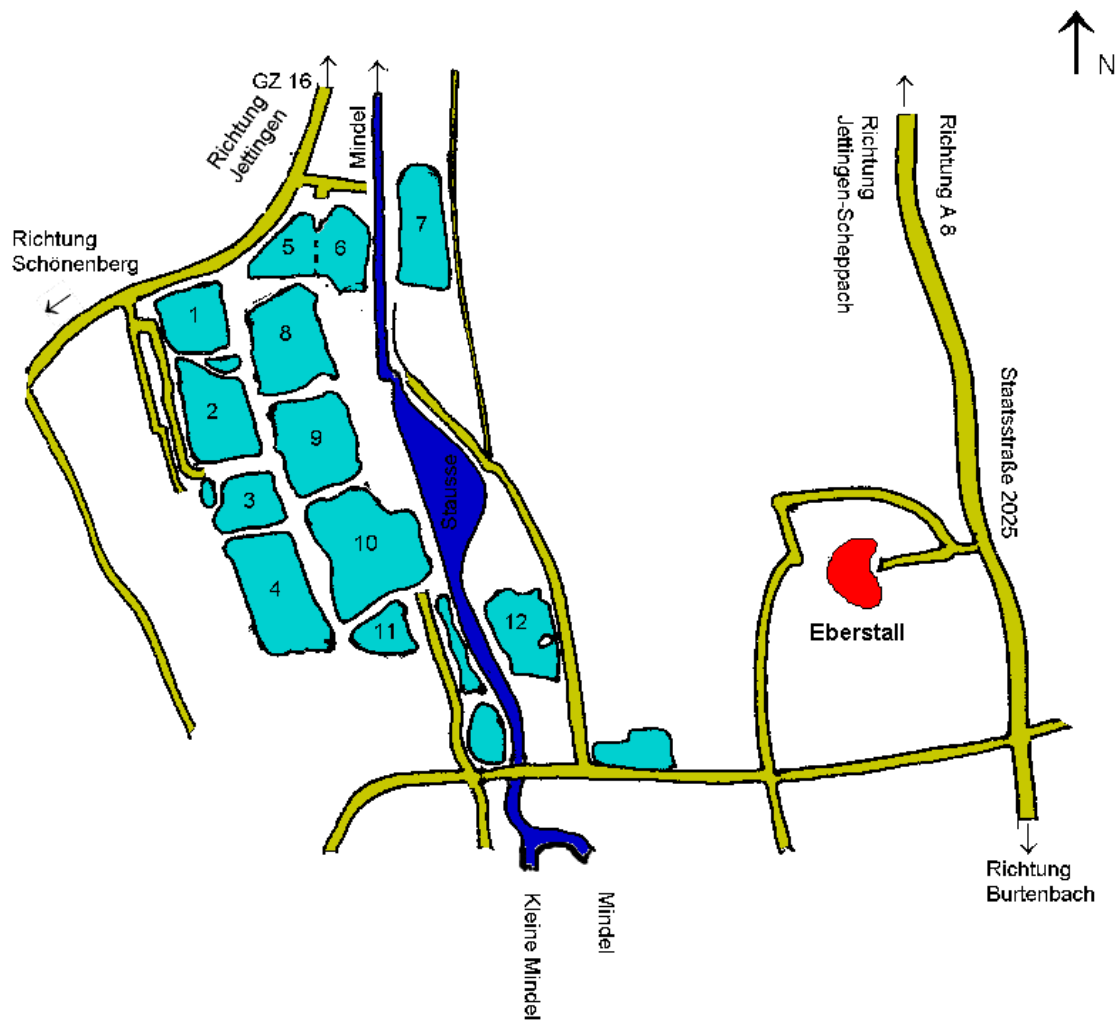 N
GZ 16
Richtung
Jettingen
Mindel
Richtung
Jettingen-Scheppach
Richtung A 8
Richtung
Schönenberg
7
5
6
1
8
2
9
Stausse
Staatsstraße 2025
3
10
4
11
12
Eberstall
Richtung
Burtenbach
Kleine Mindel
Mindel